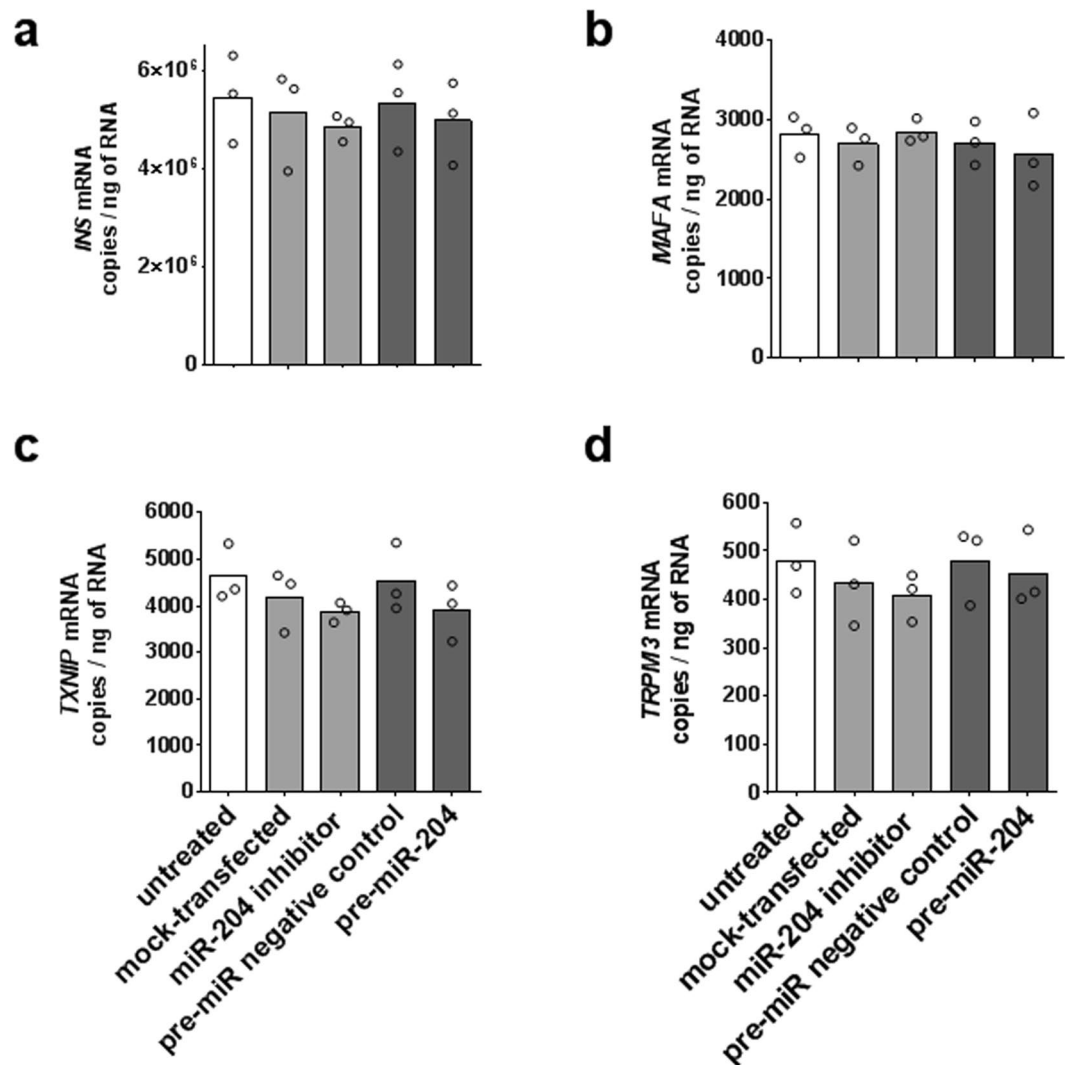 a
6×10⁶
4×10⁶
2×10⁶
0
INS mRNA
copies / ng of RNA
b
4000
3000
2000
1000
0
MAFA mRNA
copies / ng of RNA
c
6000
5000
4000
3000
2000
1000
0
TXNIP mRNA
copies / ng of RNA
untreated
mock-transfected
miR-204 inhibitor
pre-miR negative control
pre-miR-204
d
600
500
400
300
200
100
0
TRPM3 mRNA
copies / ng of RNA
untreated
mock-transfected
miR-204 inhibitor
pre-miR negative control
pre-miR-204